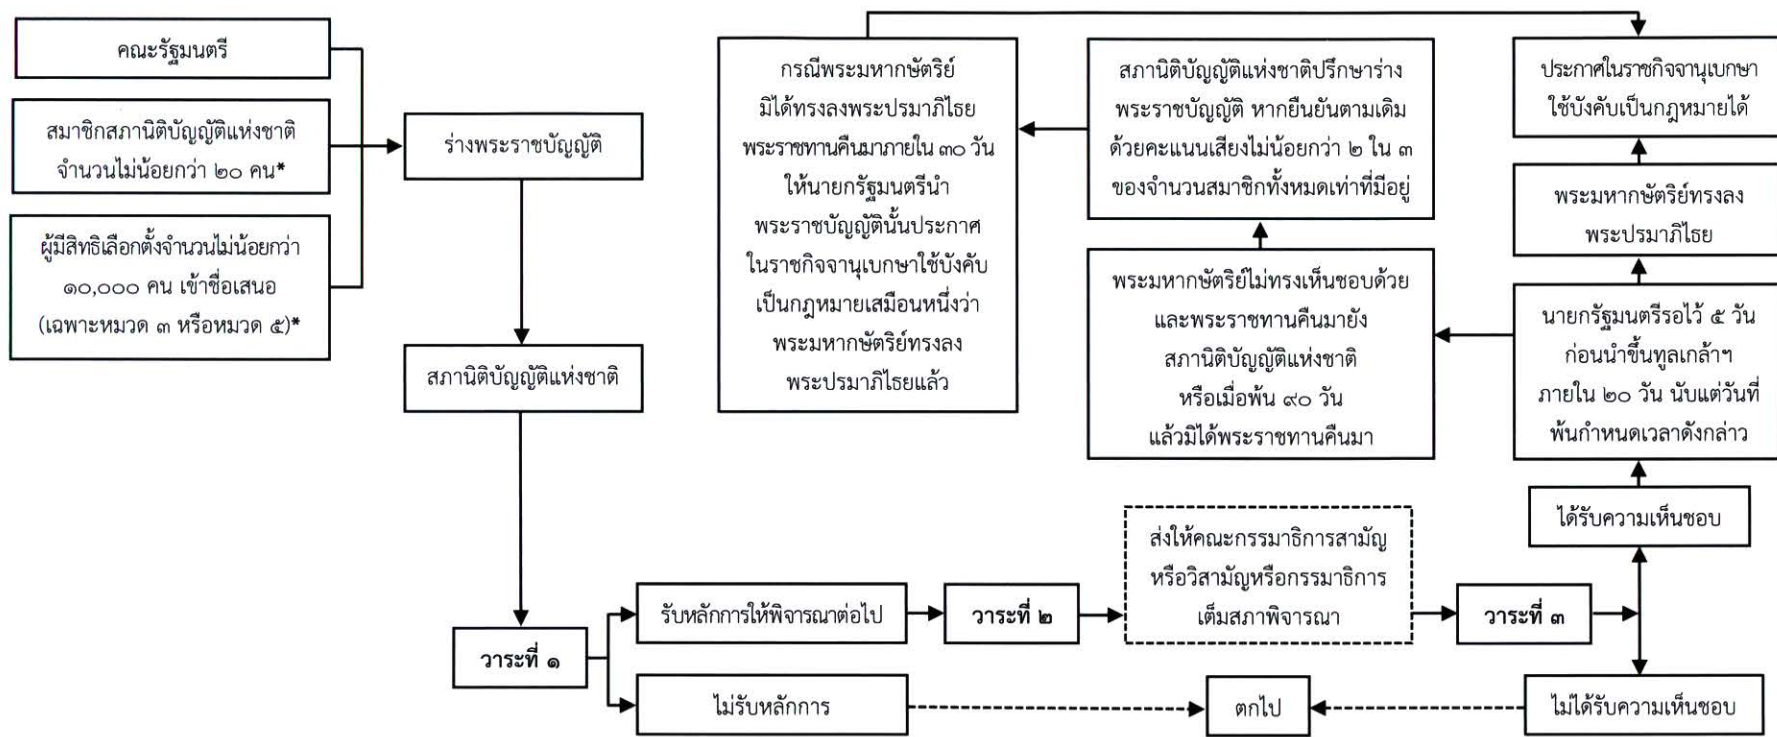 คณะรัฐมนตรี
สมาชิกสภานิติบัญญัติแห่งชาติ
จำนวนไม่น้อยกว่า ๒๐ คน*
ผู้มีสิทธิเลือกตั้งจำนวนไม่น้อยกว่า
๑๐,๐๐๐ คน เข้าชื่อเสนอ
(เฉพาะหมวด ๓ หรือหมวด ๕)*
ร่างพระราชบัญญัติ
สภานิติบัญญัติแห่งชาติ
วาระที่ ๑
รับหลักการให้พิจารณาต่อไป
ไม่รับหลักการ
วาระที่ ๒
ส่งให้คณะกรรมาธิการสามัญ
หรือวิสามัญหรือกรรมาธิการ
เต็มสภาพิจารณา
วาระที่ ๓
ตกไป
ไม่ได้รับความเห็นชอบ
ได้รับความเห็นชอบ
นายกรัฐมนตรีรอไว้ ๕ วัน
ก่อนนำขึ้นทูลเกล้าฯ
ภายใน ๒๐ วัน นับแต่วันที่
พ้นกำหนดเวลาดังกล่าว
พระมหากษัตริย์ทรงลง
พระปรมาภิไธย
ประกาศในราชกิจจานุเบกษา
ใช้บังคับเป็นกฎหมายได้
พระมหากษัตริย์ไม่ทรงเห็นชอบด้วย
และพระราชทานคืนมายัง
สภานิติบัญญัติแห่งชาติ
หรือเมื่อพ้น ๙๐ วัน
แล้วมิได้พระราชทานคืนมา
สภานิติบัญญัติแห่งชาติปรึกษาร่าง
พระราชบัญญัติ หากยืนยันตามเดิม
ด้วยคะแนนเสียงไม่น้อยกว่า ๒ ใน ๓
ของจำนวนสมาชิกทั้งหมดเท่าที่มีอยู่
กรณีพระมหากษัตริย์
มิได้ทรงลงพระปรมาภิไธย
พระราชทานคืนมาภายใน ๓๐ วัน
ให้นายกรัฐมนตรีนำ
พระราชบัญญัตินั้นประกาศ
ในราชกิจจานุเบกษาใช้บังคับ
เป็นกฎหมายเสมือนหนึ่งว่า
พระมหากษัตริย์ทรงลง
พระปรมาภิไธยแล้ว